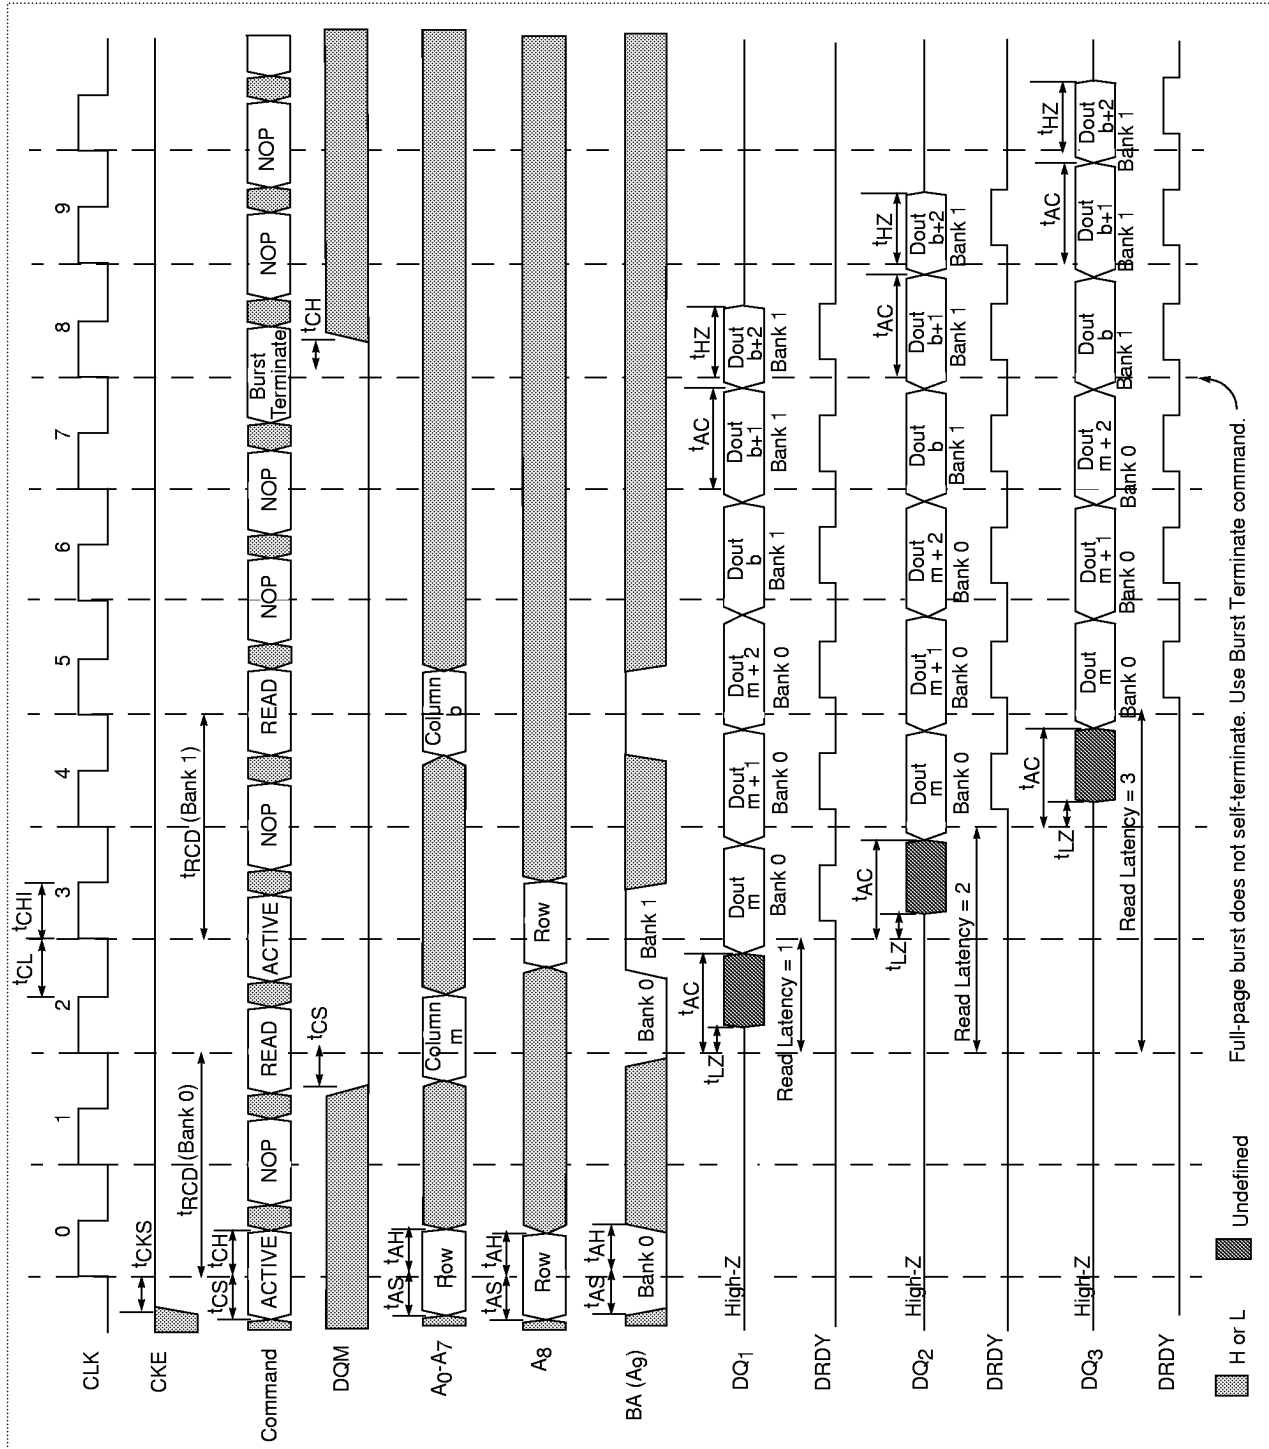 0 1 2 3 4 5 6 7 8 9
CLK
tCL tCHI
CKE
tCKS
tRCD (Bank 0) tRCD (Bank 1)
tCS tCH
Command ACTIVE NOP READ ACTIVE NOP READ NOP NOP Burst Terminate NOP NOP
DQM
tCS tCH
tAS tAH
A0-A7 Row Column m Column b
tAS tAH
A8 Row Row
tAS tAH
BA (A9) Bank 0 Bank 0 Bank 1
tAC tAC tHZ
tLZ
DQ1 High-Z Dout m Dout m+1 Dout m+2 Dout b Dout b+1 Dout b+2
Bank 0 Bank 0 Bank 0 Bank 1 Bank 1 Bank 1
Read Latency = 1
DRDY
tAC tAC tHZ
tLZ
DQ2 High-Z Dout m Dout m+1 Dout m+2 Dout b Dout b+1 Dout b+2
Bank 0 Bank 0 Bank 0 Bank 1 Bank 1 Bank 1
Read Latency = 2
DRDY
tAC tAC tHZ
tLZ
DQ3 High-Z Dout m Dout m+1 Dout m+2 Dout b Dout b+1 Dout b+2
Bank 0 Bank 0 Bank 0 Bank 1 Bank 1 Bank 1
Read Latency = 3
DRDY
H or L Undefined Full-page burst does not self-terminate. Use Burst Terminate command.